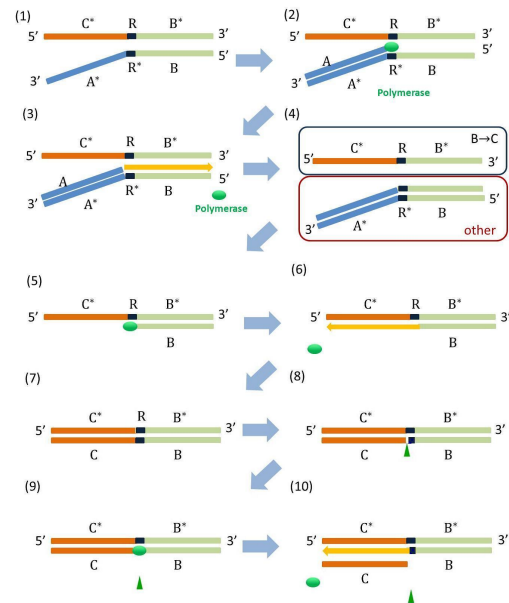 (1)
C* R B*
5′ 3′
3′ A* R* B
(2)
C* R B*
5′ 3′
5′
A
3′ A* R* B
Polymerase
(3)
C* R B*
5′ 3′
A 5′
3′ A* R* B
Polymerase
(4)
B→C
5′ 3′
C* R B*
5′
3′ A* R* B
other
(5)
C* R B*
5′ 3′
B
(6)
C* R B*
5′ 3′
B
(7)
C* R B*
5′ 3′
C B
(8)
C* R B*
5′ 3′
C B
(9)
C* R B*
5′ 3′
C B
(10)
C* R B*
5′ 3′
C B